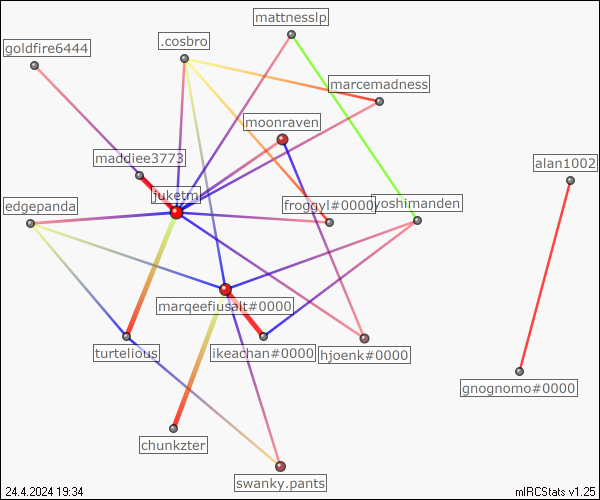 mattnesslp
goldfire6444
.cosbro
marcemadness
moonraven
maddiee3773
alan1002
juketm
edgepanda
froggyl#0000
yoshimanden
marqeefiusalt#0000
turtelious
ikeachan#0000
hjoenk#0000
gnognomo#0000
chunkzter
swanky.pants
24.4.2024 19:34
mIRCStats v1.25